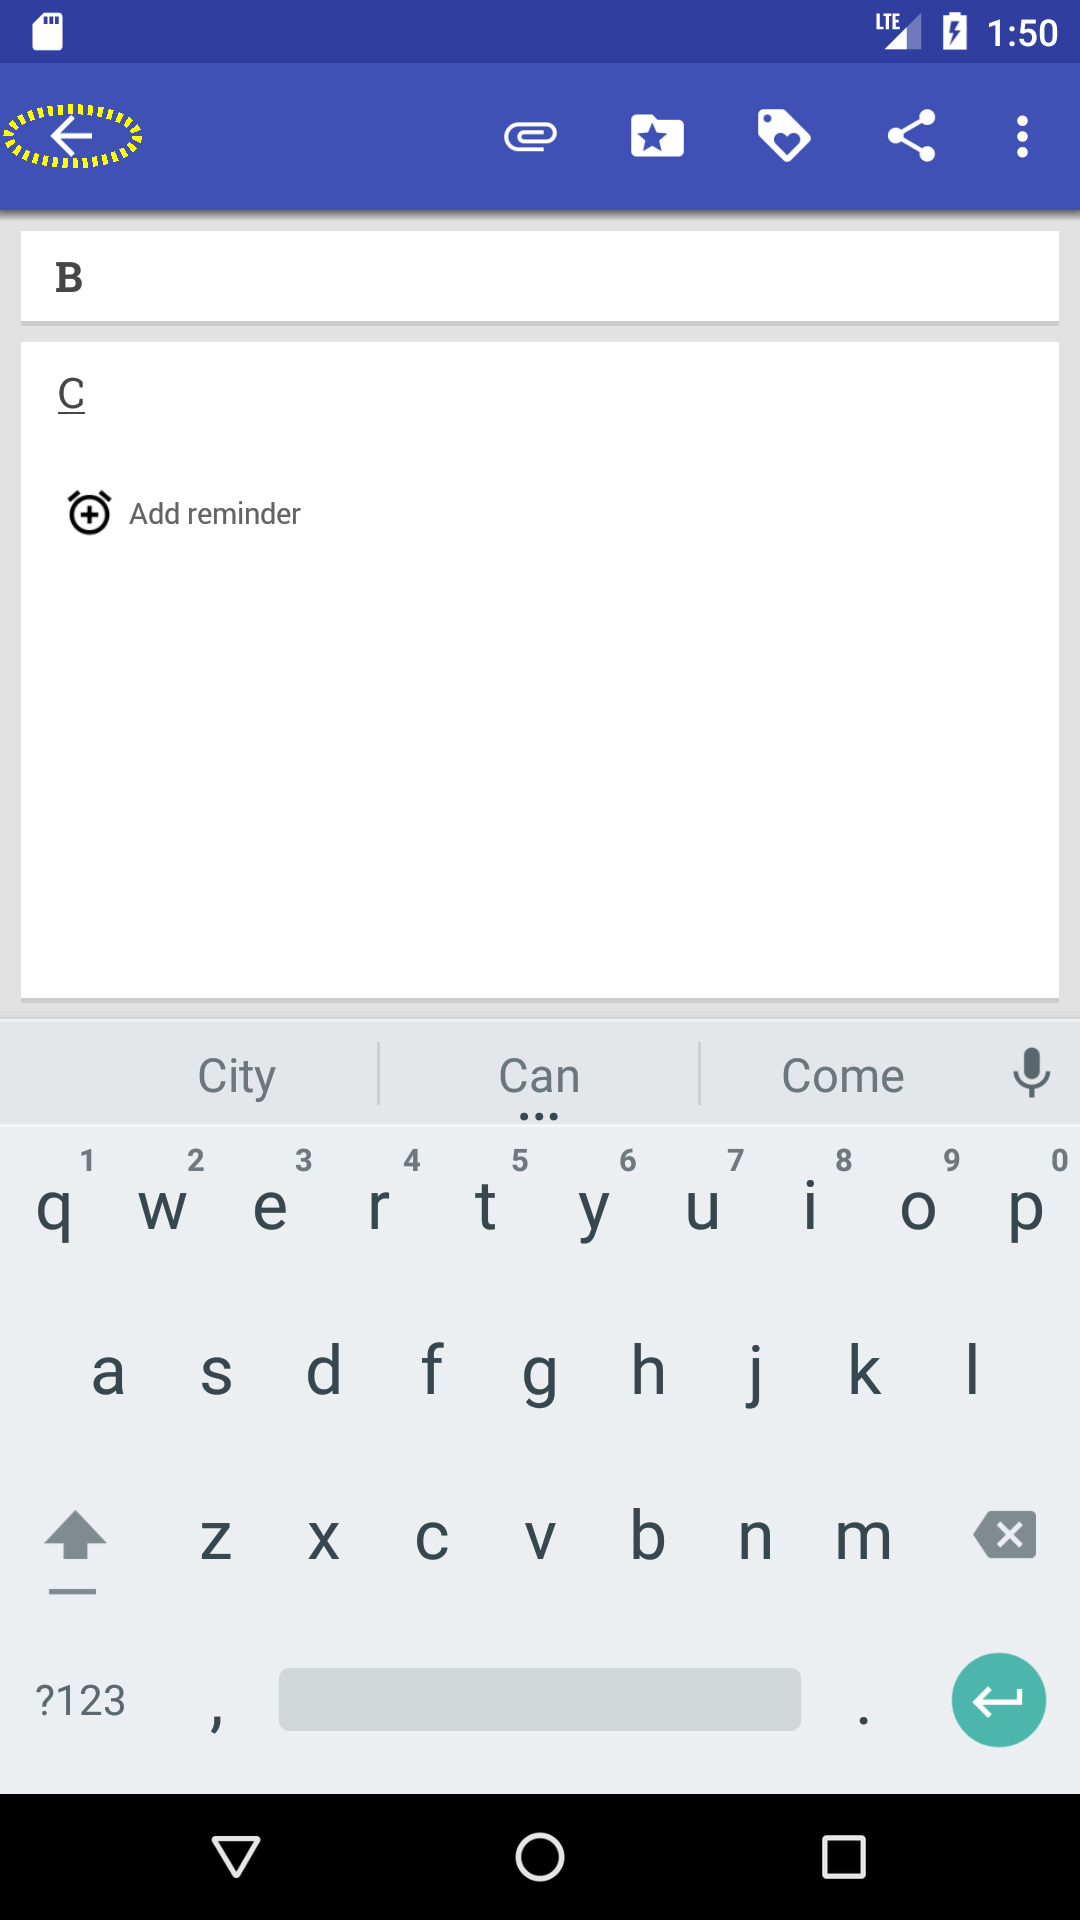 LTE 1:50
B
C
Add reminder
City Can Come
1 2 3 4 5 6 7 8 9 0
q w e r t y u i o p
a s d f g h j k l
z x c v b n m
?123 , .